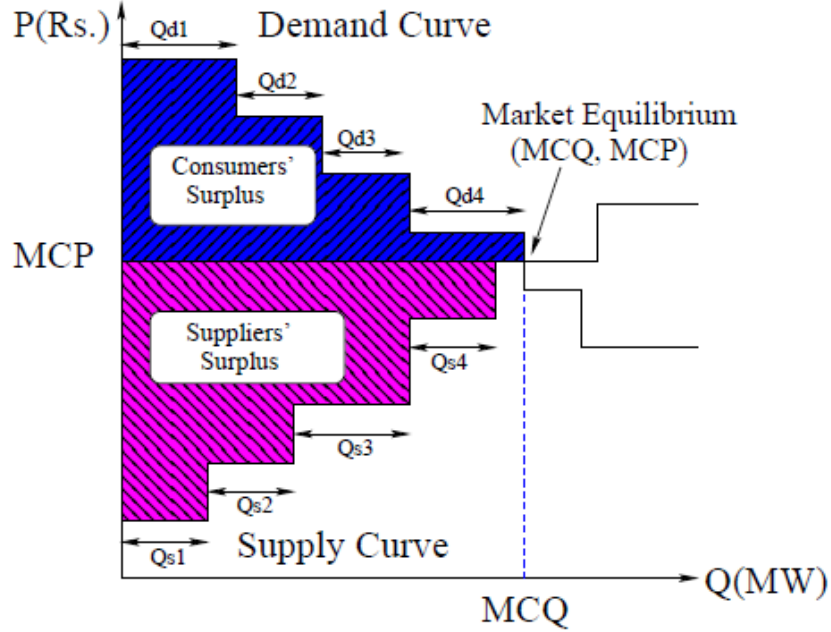 P(Rs.)
Qd1
Demand Curve
Qd2
Market Equilibrium
(MCQ, MCP)
Qd3
Consumers'
Surplus
Qd4
MCP
Suppliers'
Surplus
Qs4
Qs3
Qs2
Qs1
Supply Curve
Q(MW)
MCQ